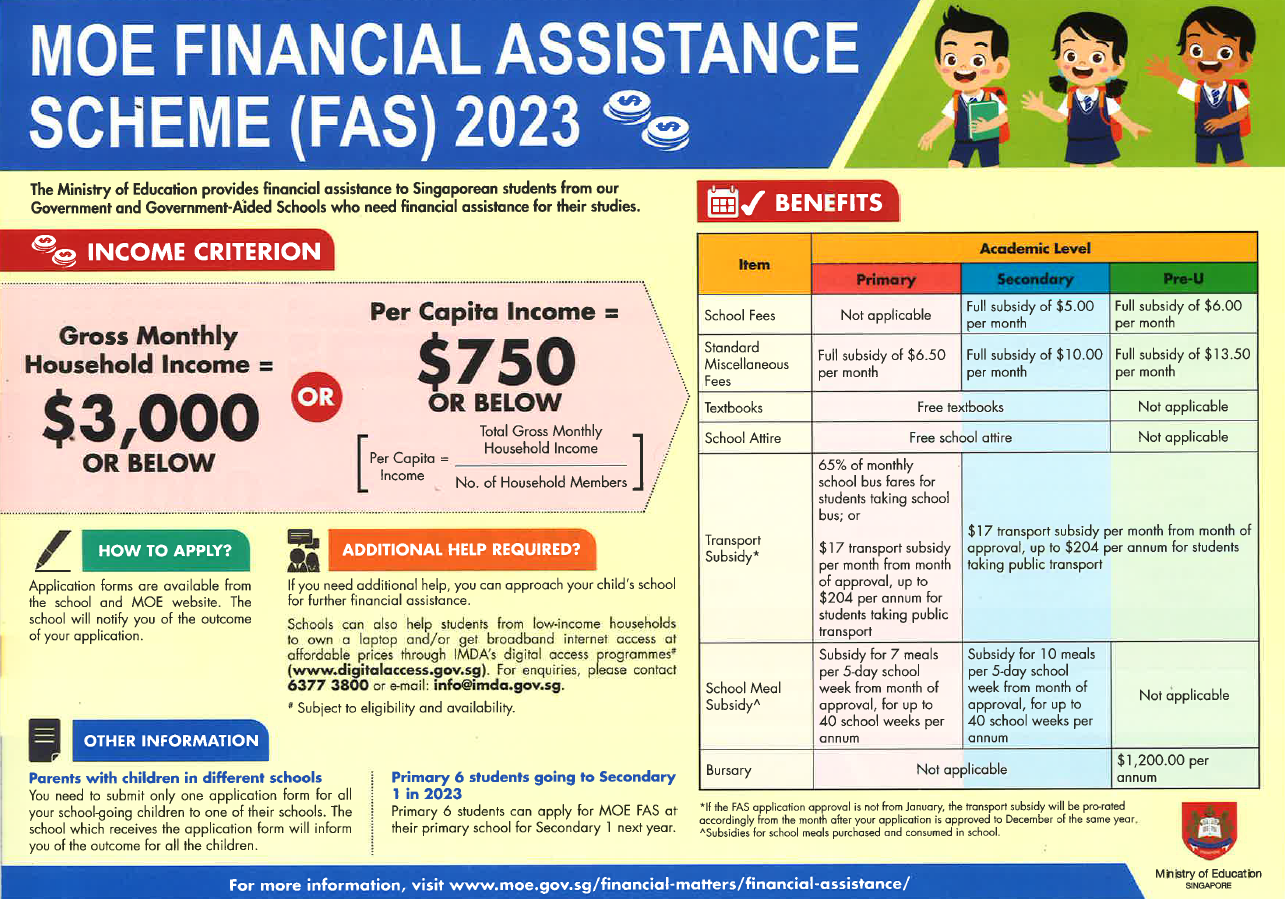 MOE FINANCIAL ASSISTANCE
SCHEME (FAS) 2023
The Ministry of Education provides financial assistance to Singaporean students from our
Government and Government-Aided Schools who need financial assistance for their studies.
INCOME CRITERION
Gross Monthly
Household Income =
$3,000
OR BELOW
OR
Per Capita Income =
$750
OR BELOW
Per Capita =
Income
Total Gross Monthly
Household Income
No. of Household Members
HOW TO APPLY?
Application forms are available from
the school and MOE website. The
school will notify you of the outcome
of your application.
ADDITIONAL HELP REQUIRED?
If you need additional help, you can approach your child's school
for further financial assistance.
Schools can also help students from low-income households
to own a laptop and/or get broadband internet access at
affordable prices through IMDA's digital access programmes#
(www.digitalaccess.gov.sg). For enquiries, please contact
6377 3800 or e-mail: info@imda.gov.sg.
# Subject to eligibility and availability.
OTHER INFORMATION
Parents with children in different schools
You need to submit only one application form for all
your school-going children to one of their schools. The
school which receives the application form will inform
you of the outcome for all the children.
Primary 6 students going to Secondary
1 in 2023
Primary 6 students can apply for MOE FAS at
their primary school for Secondary 1 next year.
BENEFITS
Item
Academic Level
Primary
Secondary
Pre-U
School Fees
Not applicable
Full subsidy of $5.00
per month
Full subsidy of $6.00
per month
Standard
Miscellaneous
Fees
Full subsidy of $6.50
per month
Full subsidy of $10.00
per month
Full subsidy of $13.50
per month
Textbooks
Free textbooks
Not applicable
School Attire
Free school attire
Not applicable
Transport
Subsidy*
65% of monthly
school bus fares for
students taking school
bus; or
$17 transport subsidy
per month from month
of approval, up to
$204 per annum for
students taking public
transport
$17 transport subsidy per month from month of
approval, up to $204 per annum for students
taking public transport
School Meal
Subsidy^
Subsidy for 7 meals
per 5-day school
week from month of
approval, for up to
40 school weeks per
annum
Subsidy for 10 meals
per 5-day school
week from month of
approval, for up to
40 school weeks per
annum
Not applicable
Bursary
Not applicable
$1,200.00 per
annum
*If the FAS application approval is not from January, the transport subsidy will be pro-rated
accordingly from the month after your application is approved to December of the same year.
^Subsidies for school meals purchased and consumed in school.
Ministry of Education
SINGAPORE
For more information, visit www.moe.gov.sg/financial-matters/financial-assistance/